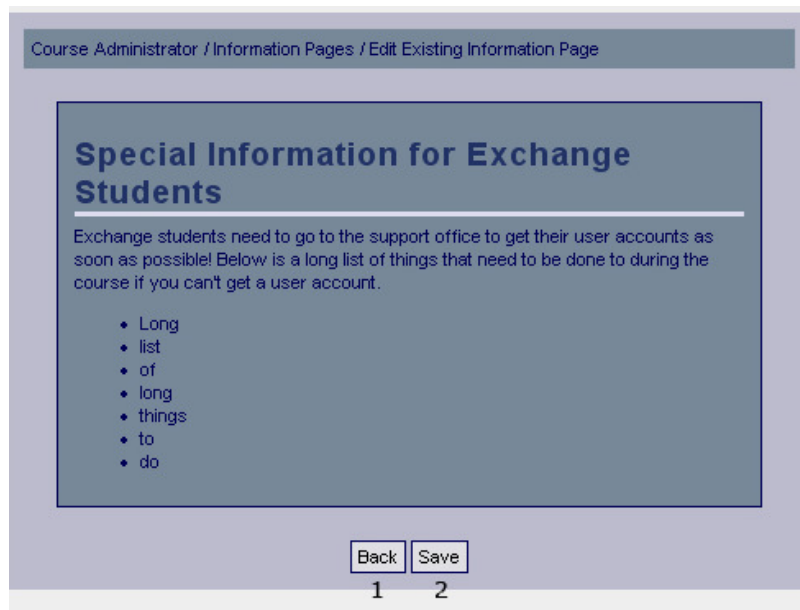 Course Administrator / Information Pages / Edit Existing Information Page
Special Information for Exchange
Students
Exchange students need to go to the support office to get their user accounts as
soon as possible! Below is a long list of things that need to be done to during the
course if you can't get a user account.
• Long
• list
• of
• long
• things
• to
• do
Back Save
1 2